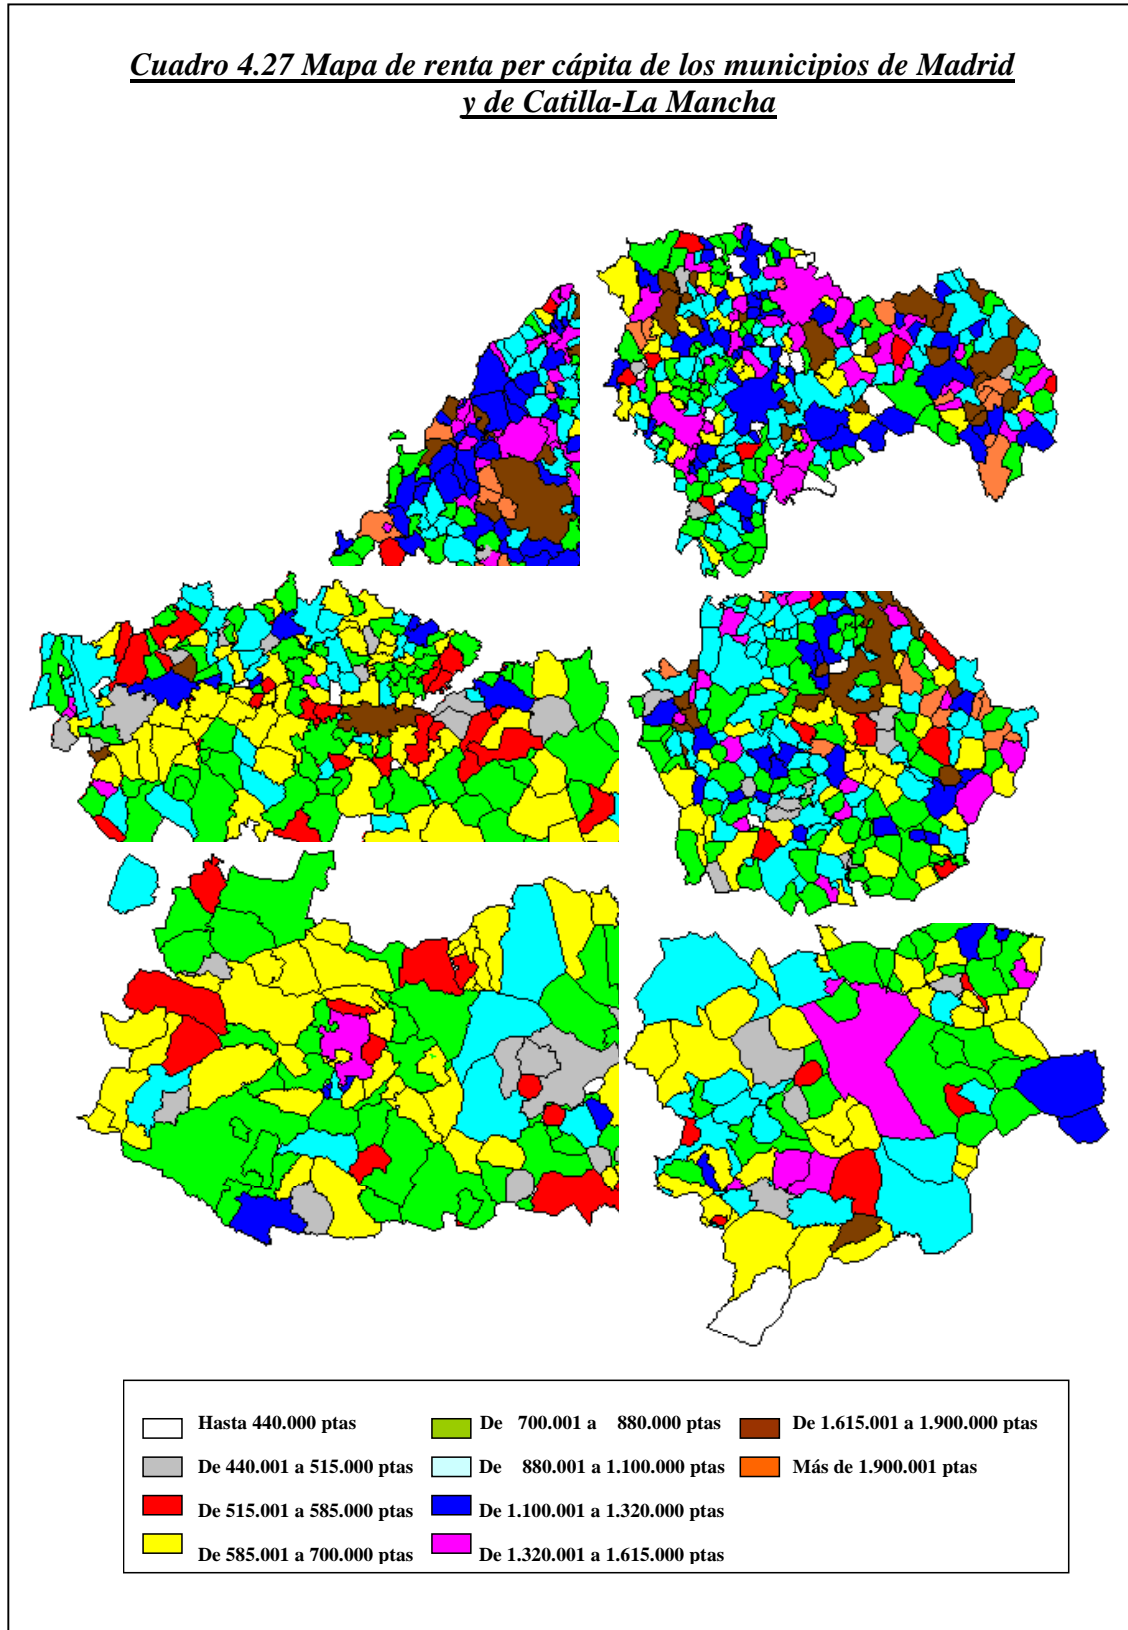 Cuadro 4.27 Mapa de renta per cápita de los municipios de Madrid
y de Catilla-La Mancha
Hasta 440.000 ptas
De 700.001 a 880.000 ptas
De 1.615.001 a 1.900.000 ptas
De 440.001 a 515.000 ptas
De 880.001 a 1.100.000 ptas
Más de 1.900.001 ptas
De 515.001 a 585.000 ptas
De 1.100.001 a 1.320.000 ptas
De 585.001 a 700.000 ptas
De 1.320.001 a 1.615.000 ptas